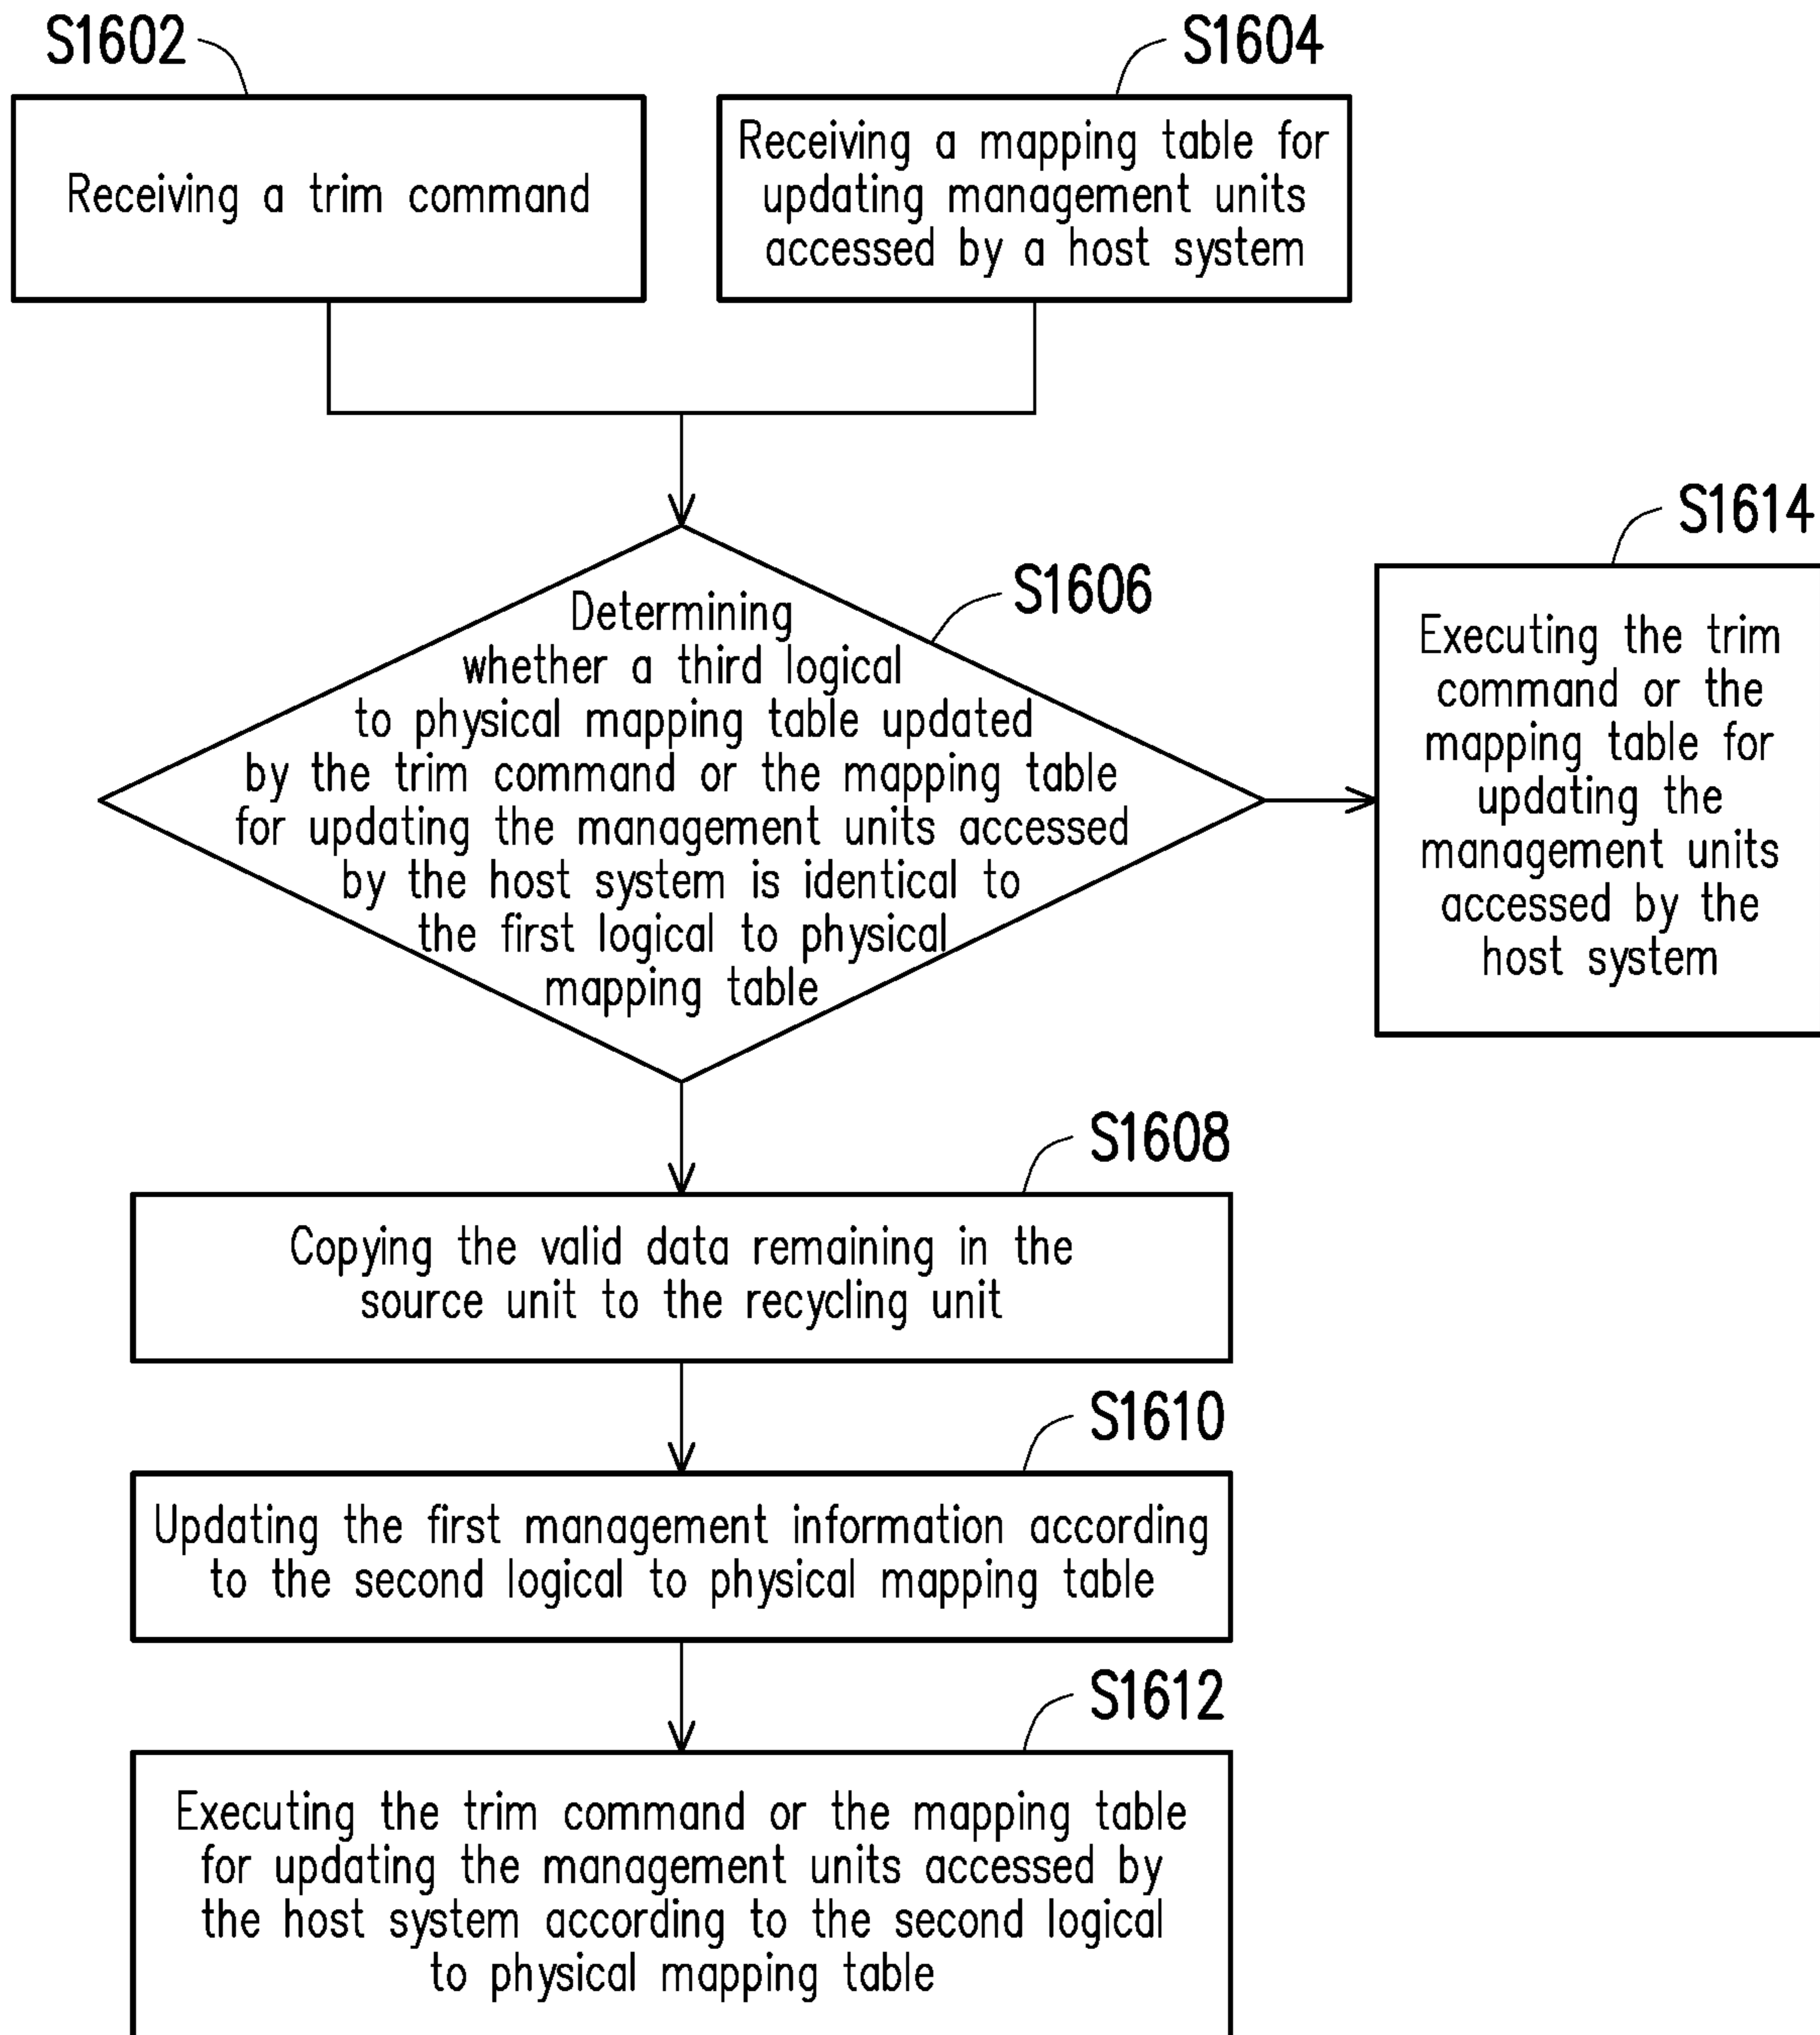 S1602
Receiving a trim command
S1604
Receiving a mapping table for
updating management units
accessed by a host system
S1606
Determining
whether a third logical
to physical mapping table updated
by the trim command or the mapping table
for updating the management units accessed
by the host system is identical to
the first logical to physical
mapping table
S1614
Executing the trim
command or the
mapping table for
updating the
management units
accessed by the
host system
S1608
Copying the valid data remaining in the
source unit to the recycling unit
S1610
Updating the first management information according
to the second logical to physical mapping table
S1612
Executing the trim command or the mapping table
for updating the management units accessed by
the host system according to the second logical
to physical mapping table